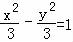 x²/3 - y²/3 = 1